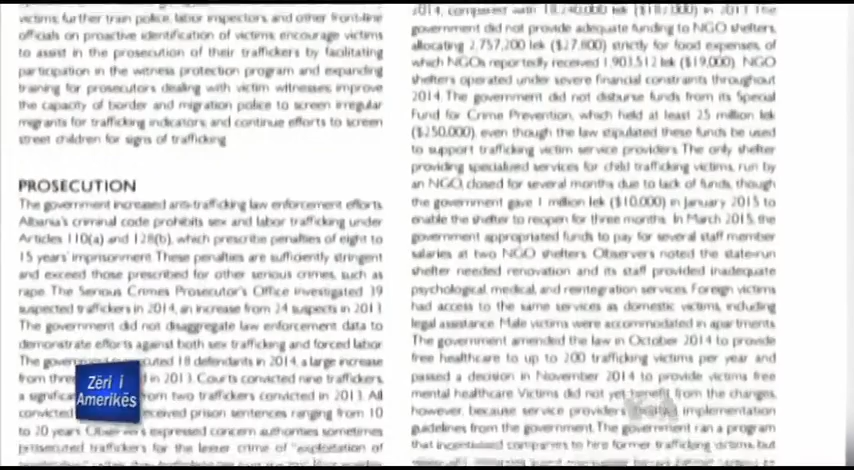 victims; further train police, labor inspectors, and other front-line
officials on proactive identification of victims; encourage victims
to assist in the prosecution of their traffickers by facilitating
participation in the witness protection program and expanding
training for prosecutors dealing with victim witnesses; improve
the capacity of border and migration police to screen irregular
migrants for trafficking indicators; and continue efforts to screen
street children for signs of trafficking.
PROSECUTION
The government increased anti-trafficking law enforcement efforts.
Albania's criminal code prohibits sex and labor trafficking under
Articles 110(a) and 128(b), which prescribe penalties of eight to
15 years' imprisonment. These penalties are sufficiently stringent
and exceed those prescribed for other serious crimes, such as
rape. The Serious Crimes Prosecutor's Office investigated 39
suspected traffickers in 2014, an increase from 24 suspects in 2013.
The government did not disaggregate law enforcement data to
demonstrate efforts against both sex trafficking and forced labor.
The 18 defendants in 2014, a large increase
from in 2013. Courts convicted nine traffickers,
a from two traffickers convicted in 2013. All
convicted received prison sentences ranging from 10
to 20 years. Observers expressed concern authorities sometimes
prosecuted traffickers for the lesser crime of "exploitation of
Zëri i
Amerikës
2014, compared with in 2013. The
government did not provide adequate funding to NGO shelters,
allocating 2,757,200 lek ($27,800) strictly for food expenses, of
which NGOs reportedly received 1,901,512 lek ($19,000). NGO
shelters operated under severe financial constraints throughout
2014. The government did not disburse funds from its Special
Fund for Crime Prevention, which held at least 25 million lek
($250,000), even though the law stipulated these funds be used
to support trafficking victim service providers. The only shelter
providing specialized services for child trafficking victims, run by
an NGO, closed for several months due to lack of funds, though
the government gave 1 million lek ($10,000) in January 2015 to
enable the shelter to reopen for three months. In March 2015, the
government appropriated funds to pay for several staff member
salaries at two NGO shelters. Observers noted the state-run
shelter needed renovation and its staff provided inadequate
psychological, medical, and reintegration services. Foreign victims
had access to the same services as domestic victims, including
legal assistance. Male victims were accommodated in apartments.
The government amended the law in October 2014 to provide
free healthcare to up to 200 trafficking victims per year and
passed a decision in November 2014 to provide victims free
mental healthcare. Victims did not yet benefit from the changes,
however, because service providers implementation
guidelines from the government. The government ran a program
that incentivised companies to hire former trafficking victims, but